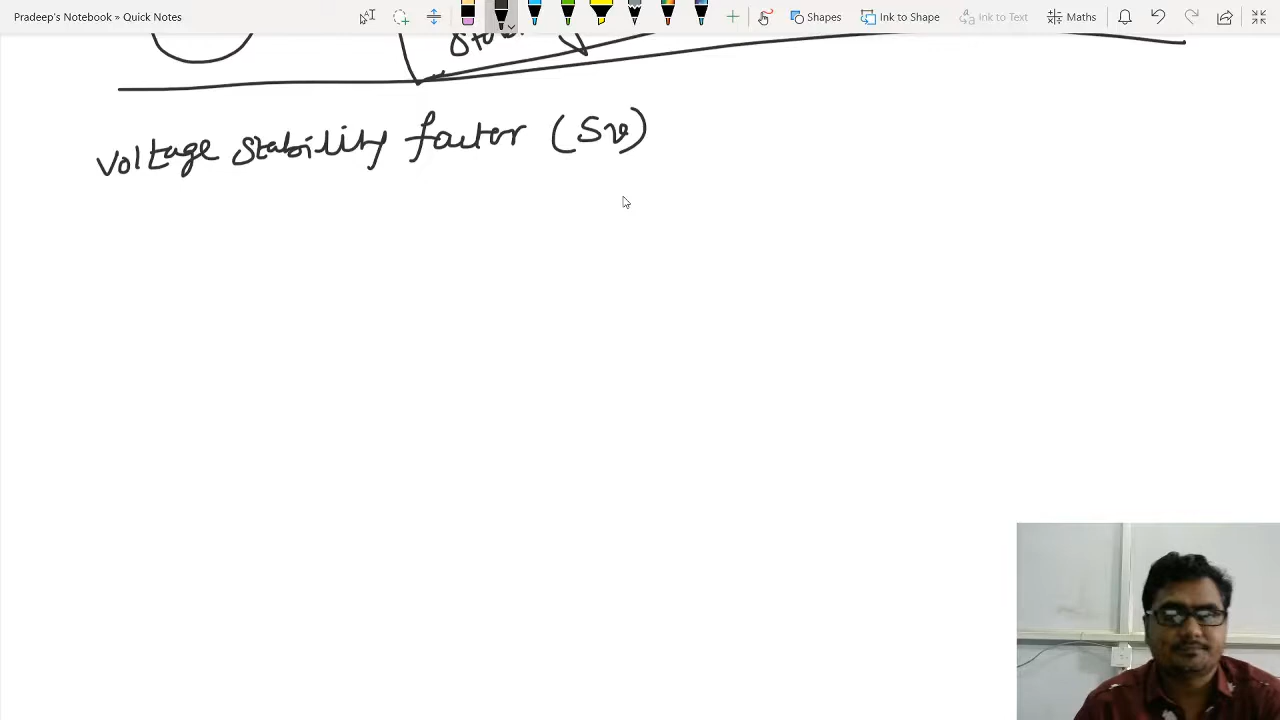 Pradeep's Notebook » Quick Notes
Shapes
Ink to Shape
Ink to Text
Maths
voltage stability factor (Sv)